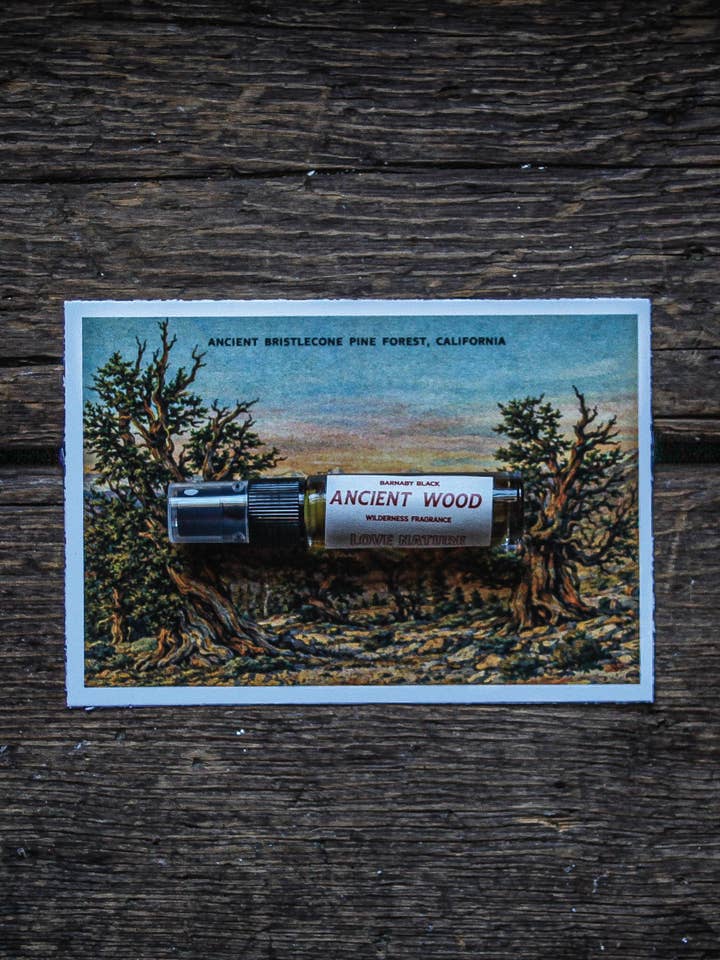 ANCIENT BRISTLECONE PINE FOREST, CALIFORNIA
BARNABY BLACK
ANCIENT WOOD
WILDERNESS FRAGRANCE
LOVE NATURE